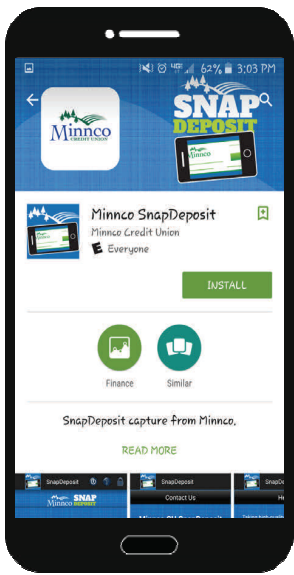 62% 3:03 PM
Minnco
CREDIT UNION
SNAP
DEPOSIT
Minnco
Minnco SnapDeposit
Minnco Credit Union
E Everyone
INSTALL
Finance Similar
SnapDeposit capture from Minnco.
READ MORE
SnapDeposit
Minnco SNAP
DEPOSIT
SnapDeposit
Contact Us